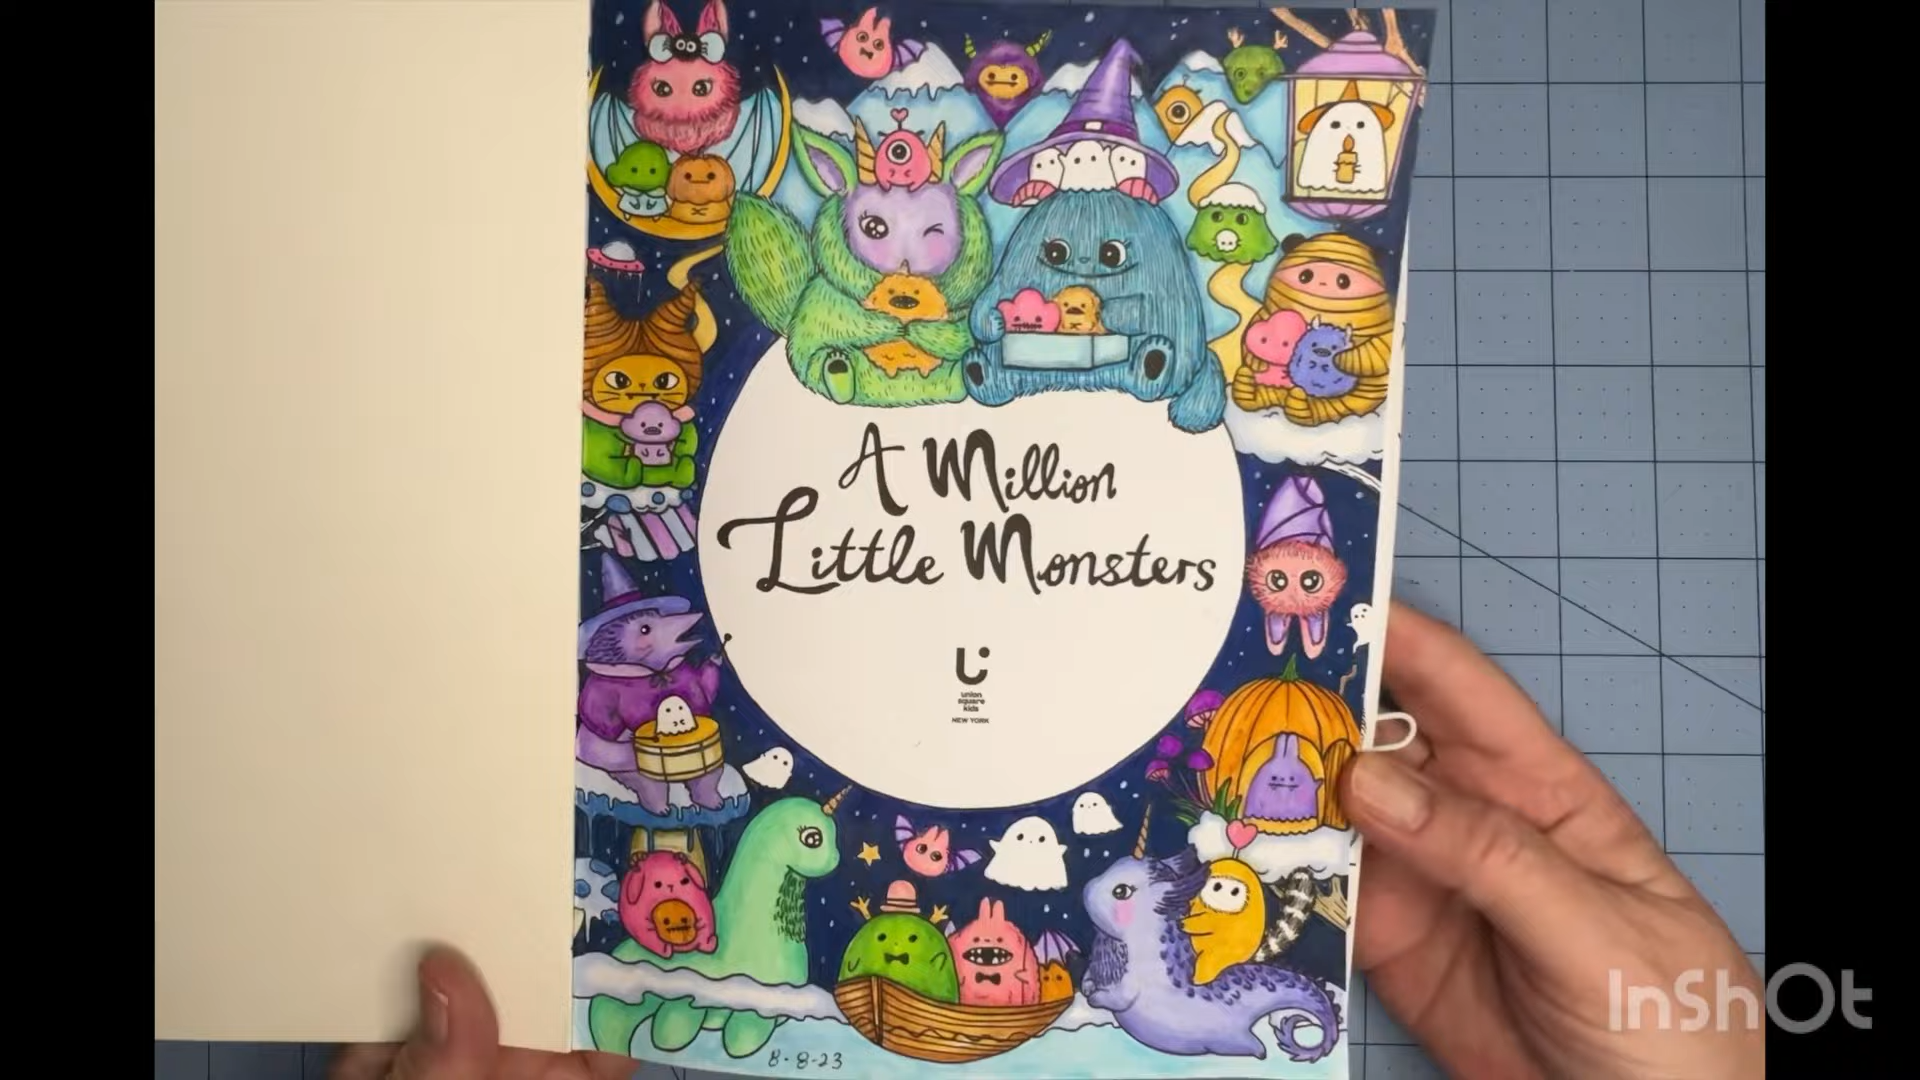 A Million
Little Monsters
union
square
kids
NEW YORK
8-8-23
InShOt